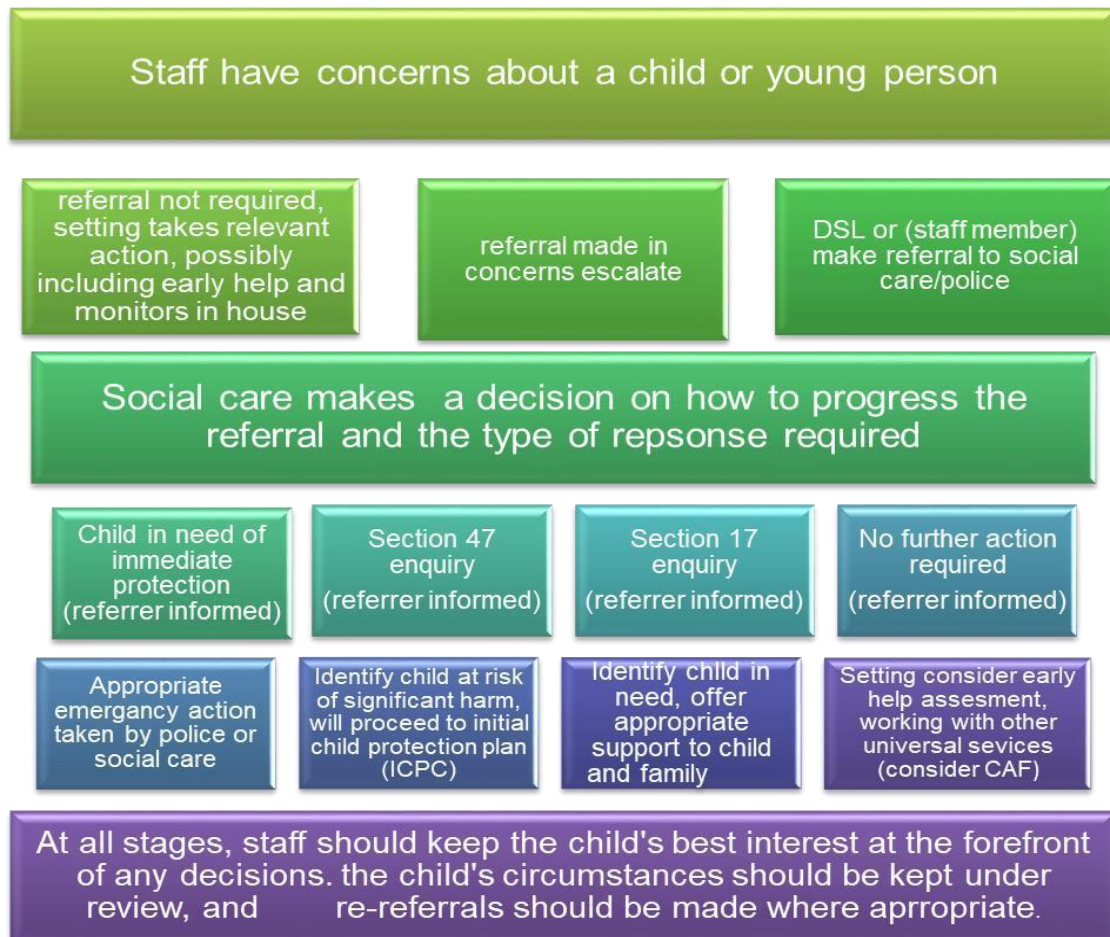 Staff have concerns about a child or young person
referral not required,
setting takes relevant
action, possibly
including early help and
monitors in house
referral made in
concerns escalate
DSL or (staff member)
make referral to social
care/police
Social care makes a decision on how to progress the
referral and the type of repsonse required
Child in need of
immediate
protection
(referrer informed)
Section 47
enquiry
(referrer informed)
Section 17
enquiry
(referrer informed)
No further action
required
(referrer informed)
Appropriate
emergancy action
taken by police or
social care
Identify child at risk
of significant harm,
will proceed to initial
child protection plan
(ICPC)
Identify child in
need, offer
appropriate
support to child
and family
Setting consider early
help assesment,
working with other
universal sevices
(consider CAF)
At all stages, staff should keep the child's best interest at the forefront
of any decisions. the child's circumstances should be kept under
review, and re-referrals should be made where aprropriate.